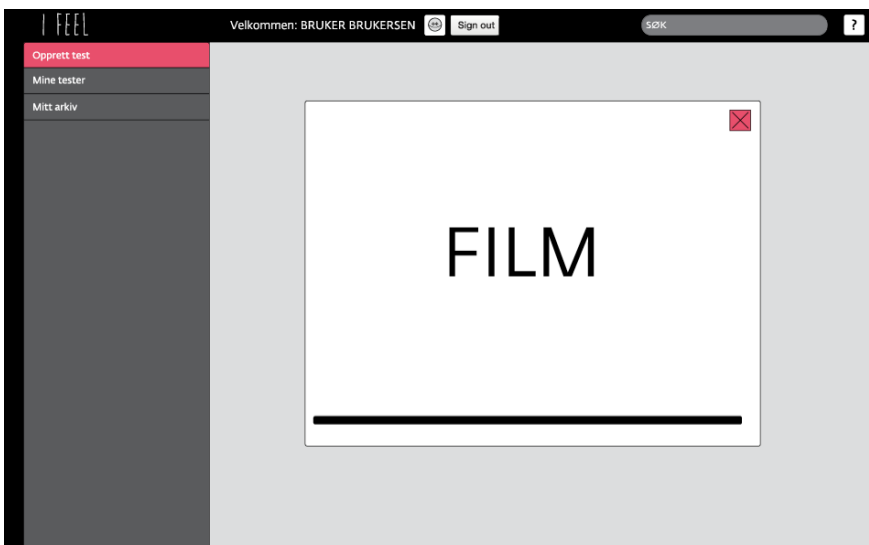 I FEEL
Velkommen: BRUKER BRUKERSEN
Sign out
SØK
?
Opprett test
Mine tester
Mitt arkiv
FILM